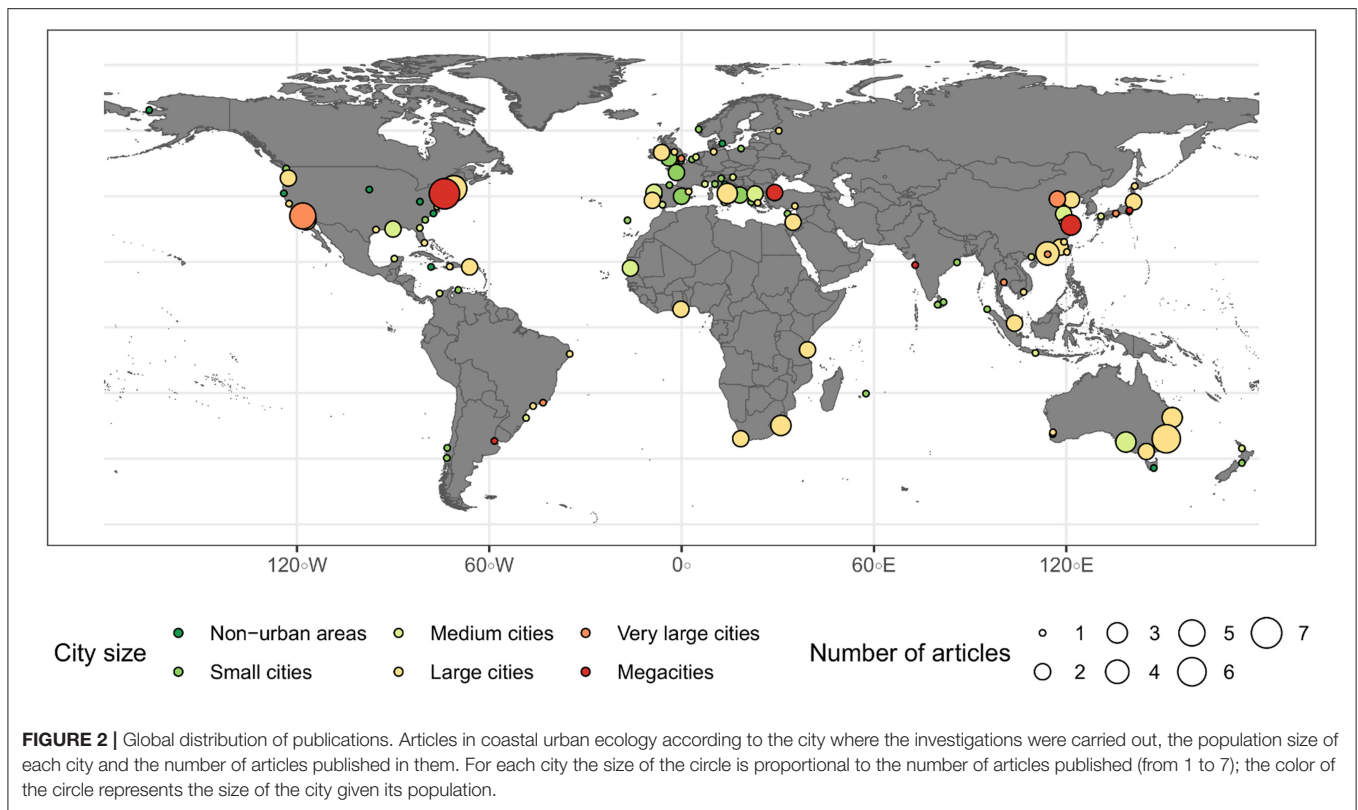 120°W 60°W 0° 60°E 120°E
City size
Non−urban areas Medium cities Very large cities
Small cities Large cities Megacities
Number of articles
1 3 5 7
2 4 6
FIGURE 2 | Global distribution of publications. Articles in coastal urban ecology according to the city where the investigations were carried out, the population size of
each city and the number of articles published in them. For each city the size of the circle is proportional to the number of articles published (from 1 to 7); the color of
the circle represents the size of the city given its population.